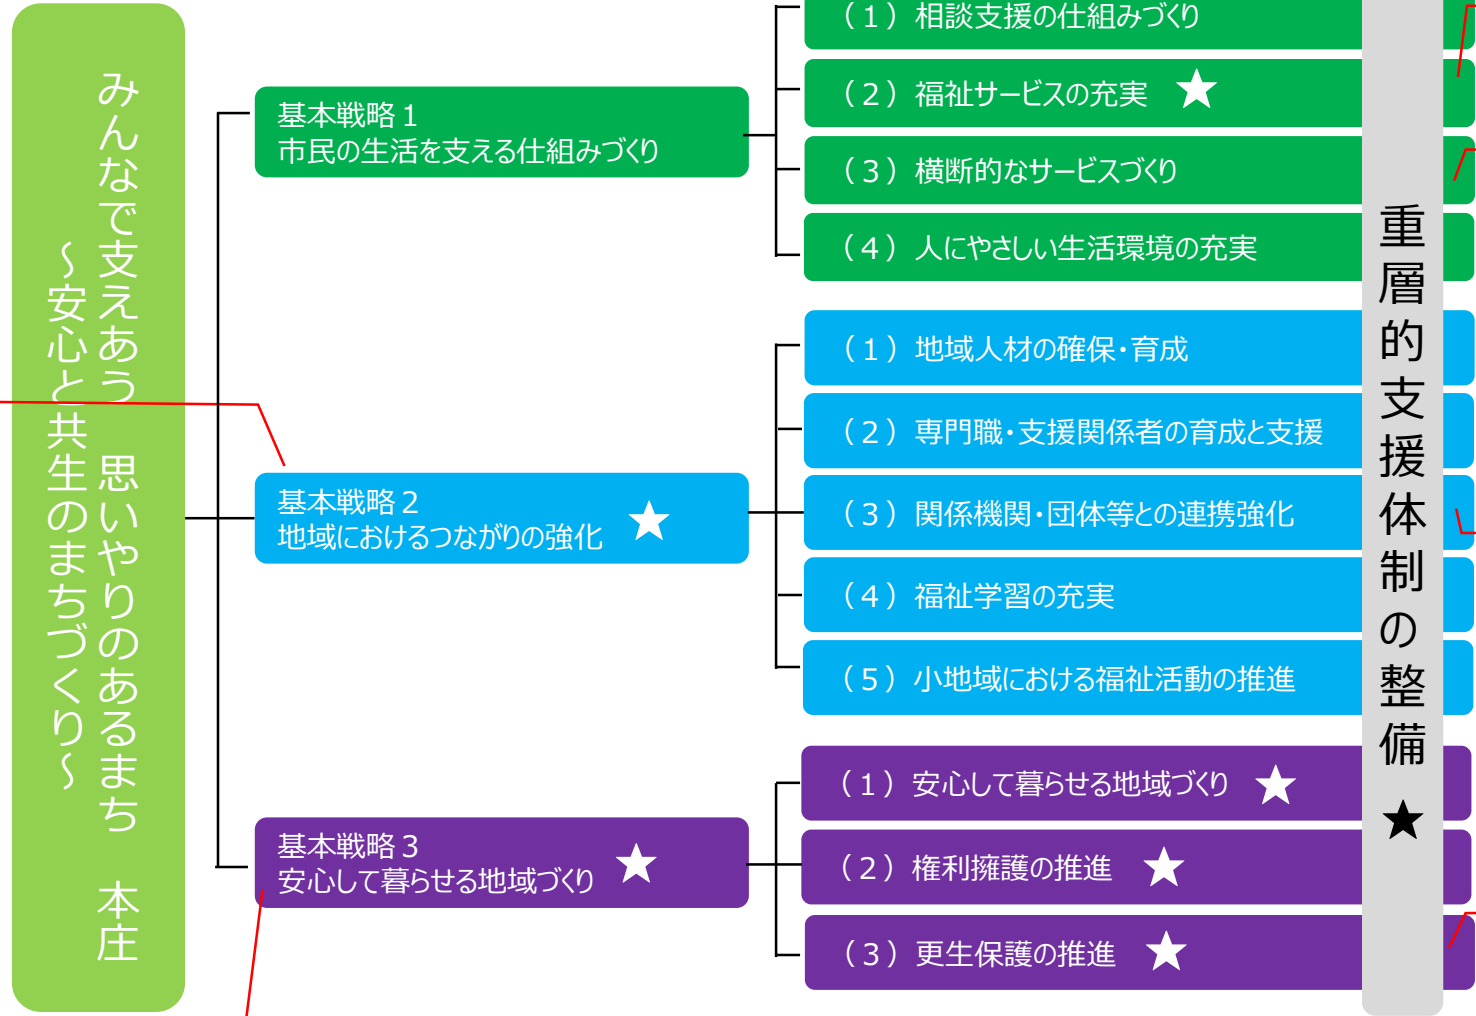 みんなで支えあう 思いやりのあるまち 本庄
～安心と共生のまちづくり～
基本戦略1
市民の生活を支える仕組みづくり
（1）相談支援の仕組みづくり
（2）福祉サービスの充実 ★
（3）横断的なサービスづくり
（4）人にやさしい生活環境の充実
基本戦略2
地域におけるつながりの強化 ★
（1）地域人材の確保・育成
（2）専門職・支援関係者の育成と支援
（3）関係機関・団体等との連携強化
（4）福祉学習の充実
（5）小地域における福祉活動の推進
基本戦略3
安心して暮らせる地域づくり ★
（1）安心して暮らせる地域づくり ★
（2）権利擁護の推進 ★
（3）更生保護の推進 ★
重層的支援体制の整備 ★